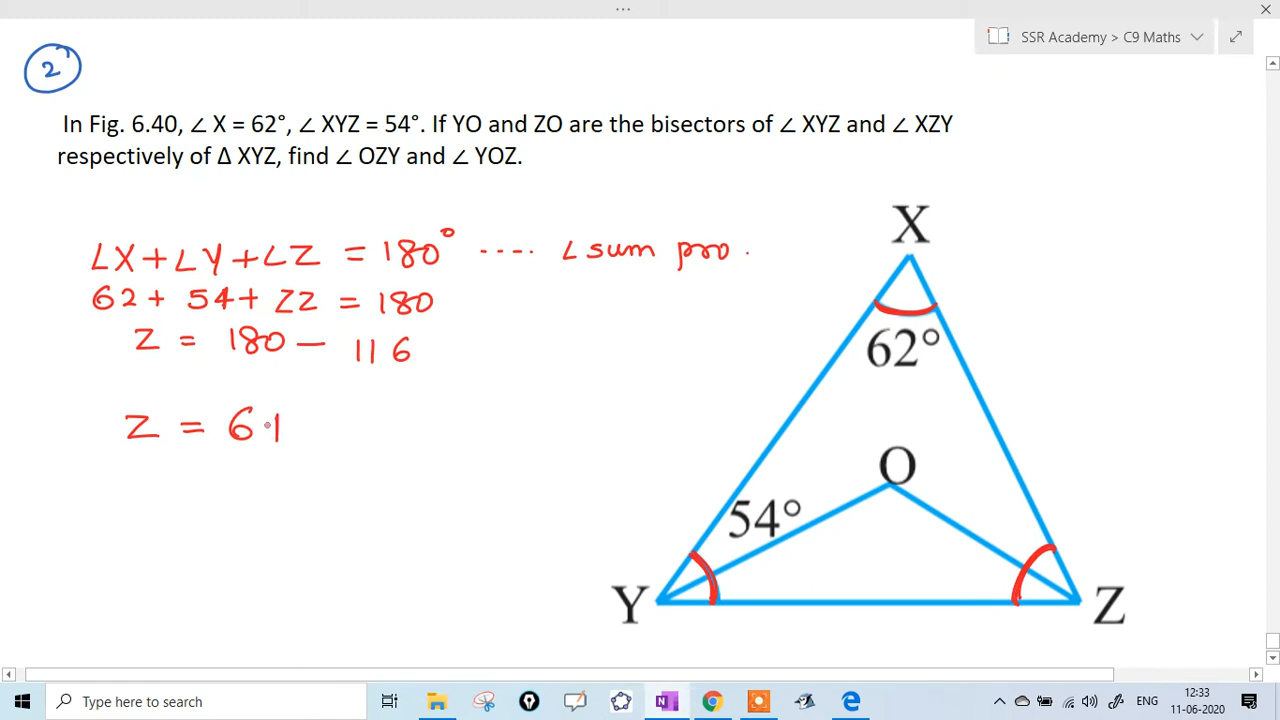 SSR Academy > C9 Maths
2
In Fig. 6.40, ∠ X = 62°, ∠ XYZ = 54°. If YO and ZO are the bisectors of ∠ XYZ and ∠ XZY
respectively of Δ XYZ, find ∠ OZY and ∠ YOZ.
∠X+∠Y+∠Z = 180° .... ∠ sum pro.
62 + 54 + ∠Z = 180
Z = 180 — 116
Z = 6
X
62°
O
54°
Y
Z
Type here to search
ENG
12:33
11-06-2020